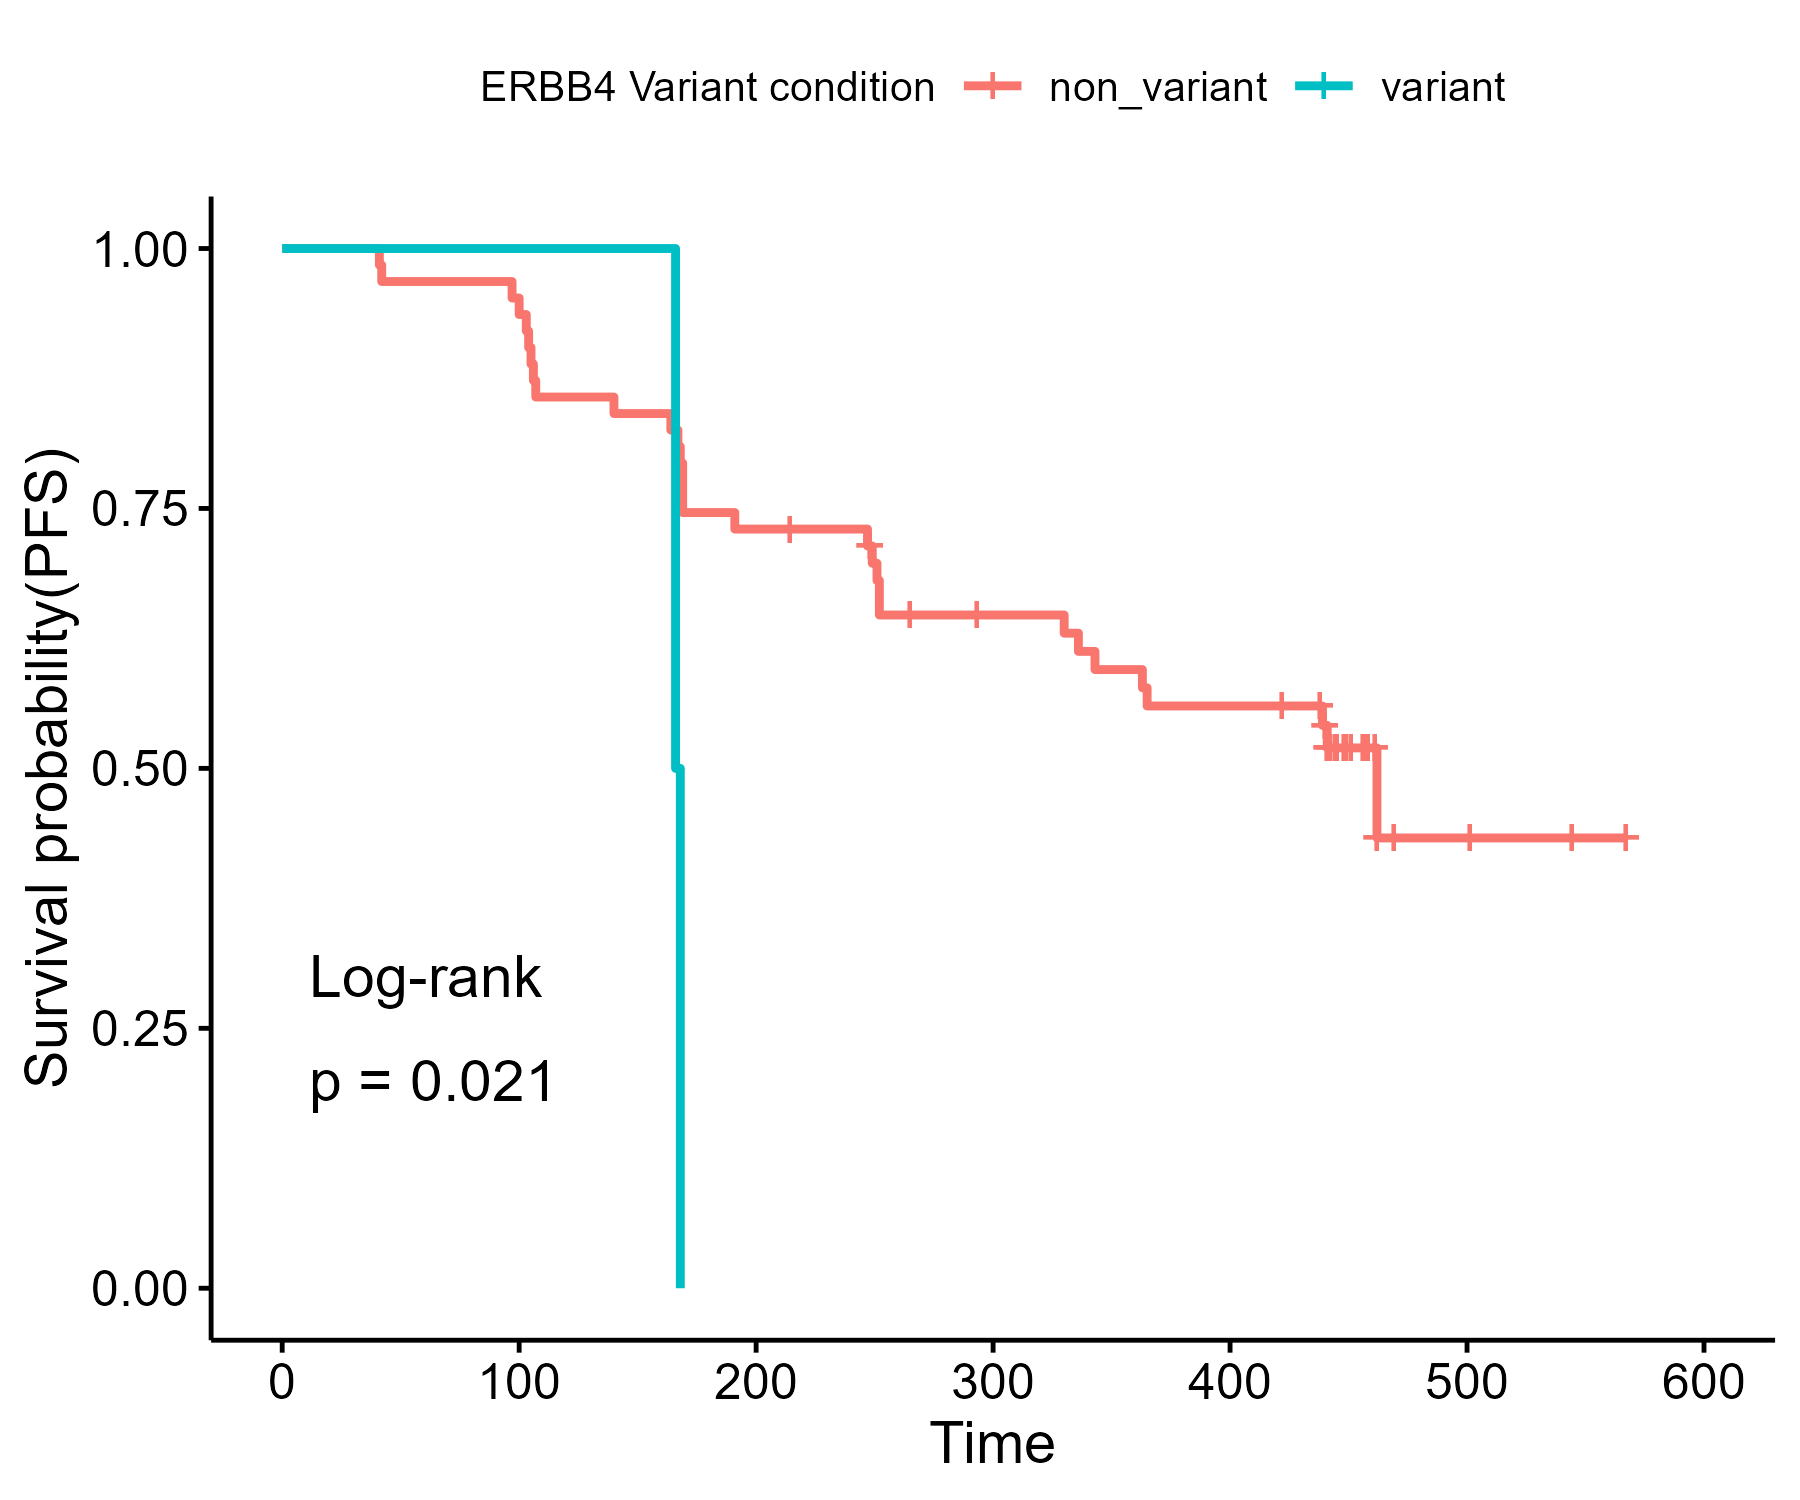 ERBB4 Variant condition non_variant variant
Survival probability(PFS)
1.00
0.75
0.50
0.25
0.00
Log-rank
p = 0.021
0 100 200 300 400 500 600
Time